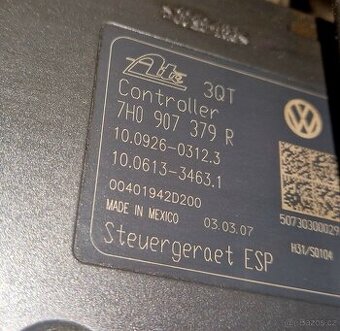 Ate 3QT
Controller
7H0 907 379 R
10.0926-0312.3
10.0613-3463.1
00401942D200
MADE IN MEXICO 03.03.07
50730300029
H31/S0104
Steuergeraet ESP